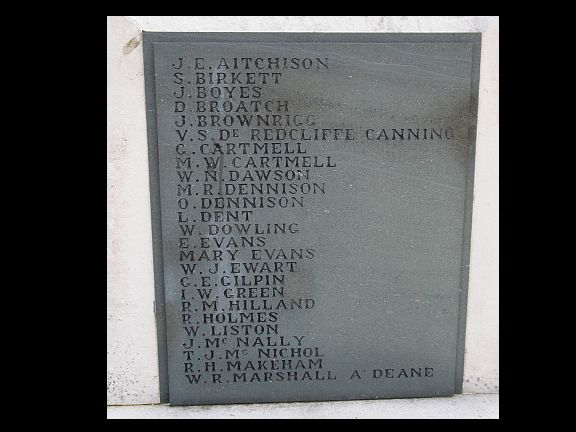 J. E. AITCHISON
S. BIRKETT
J. BOYES
D. BROATCH
J. BROWNRIGG
V. S. DE REDCLIFFE CANNING
G. CARTMELL
M. W. CARTMELL
W. N. DAWSON
M. R. DENNISON
O. DENNISON
L. DENT
W. DOWLING
E. EVANS
MARY EVANS
W. J. EWART
G. E. GILPIN
I. W. GREEN
R. M. HILLAND
R. HOLMES
W. LISTON
J. Mc NALLY
T. J. Mc NICHOL
R. H. MAKEHAM
W. R. MARSHALL A' DEANE